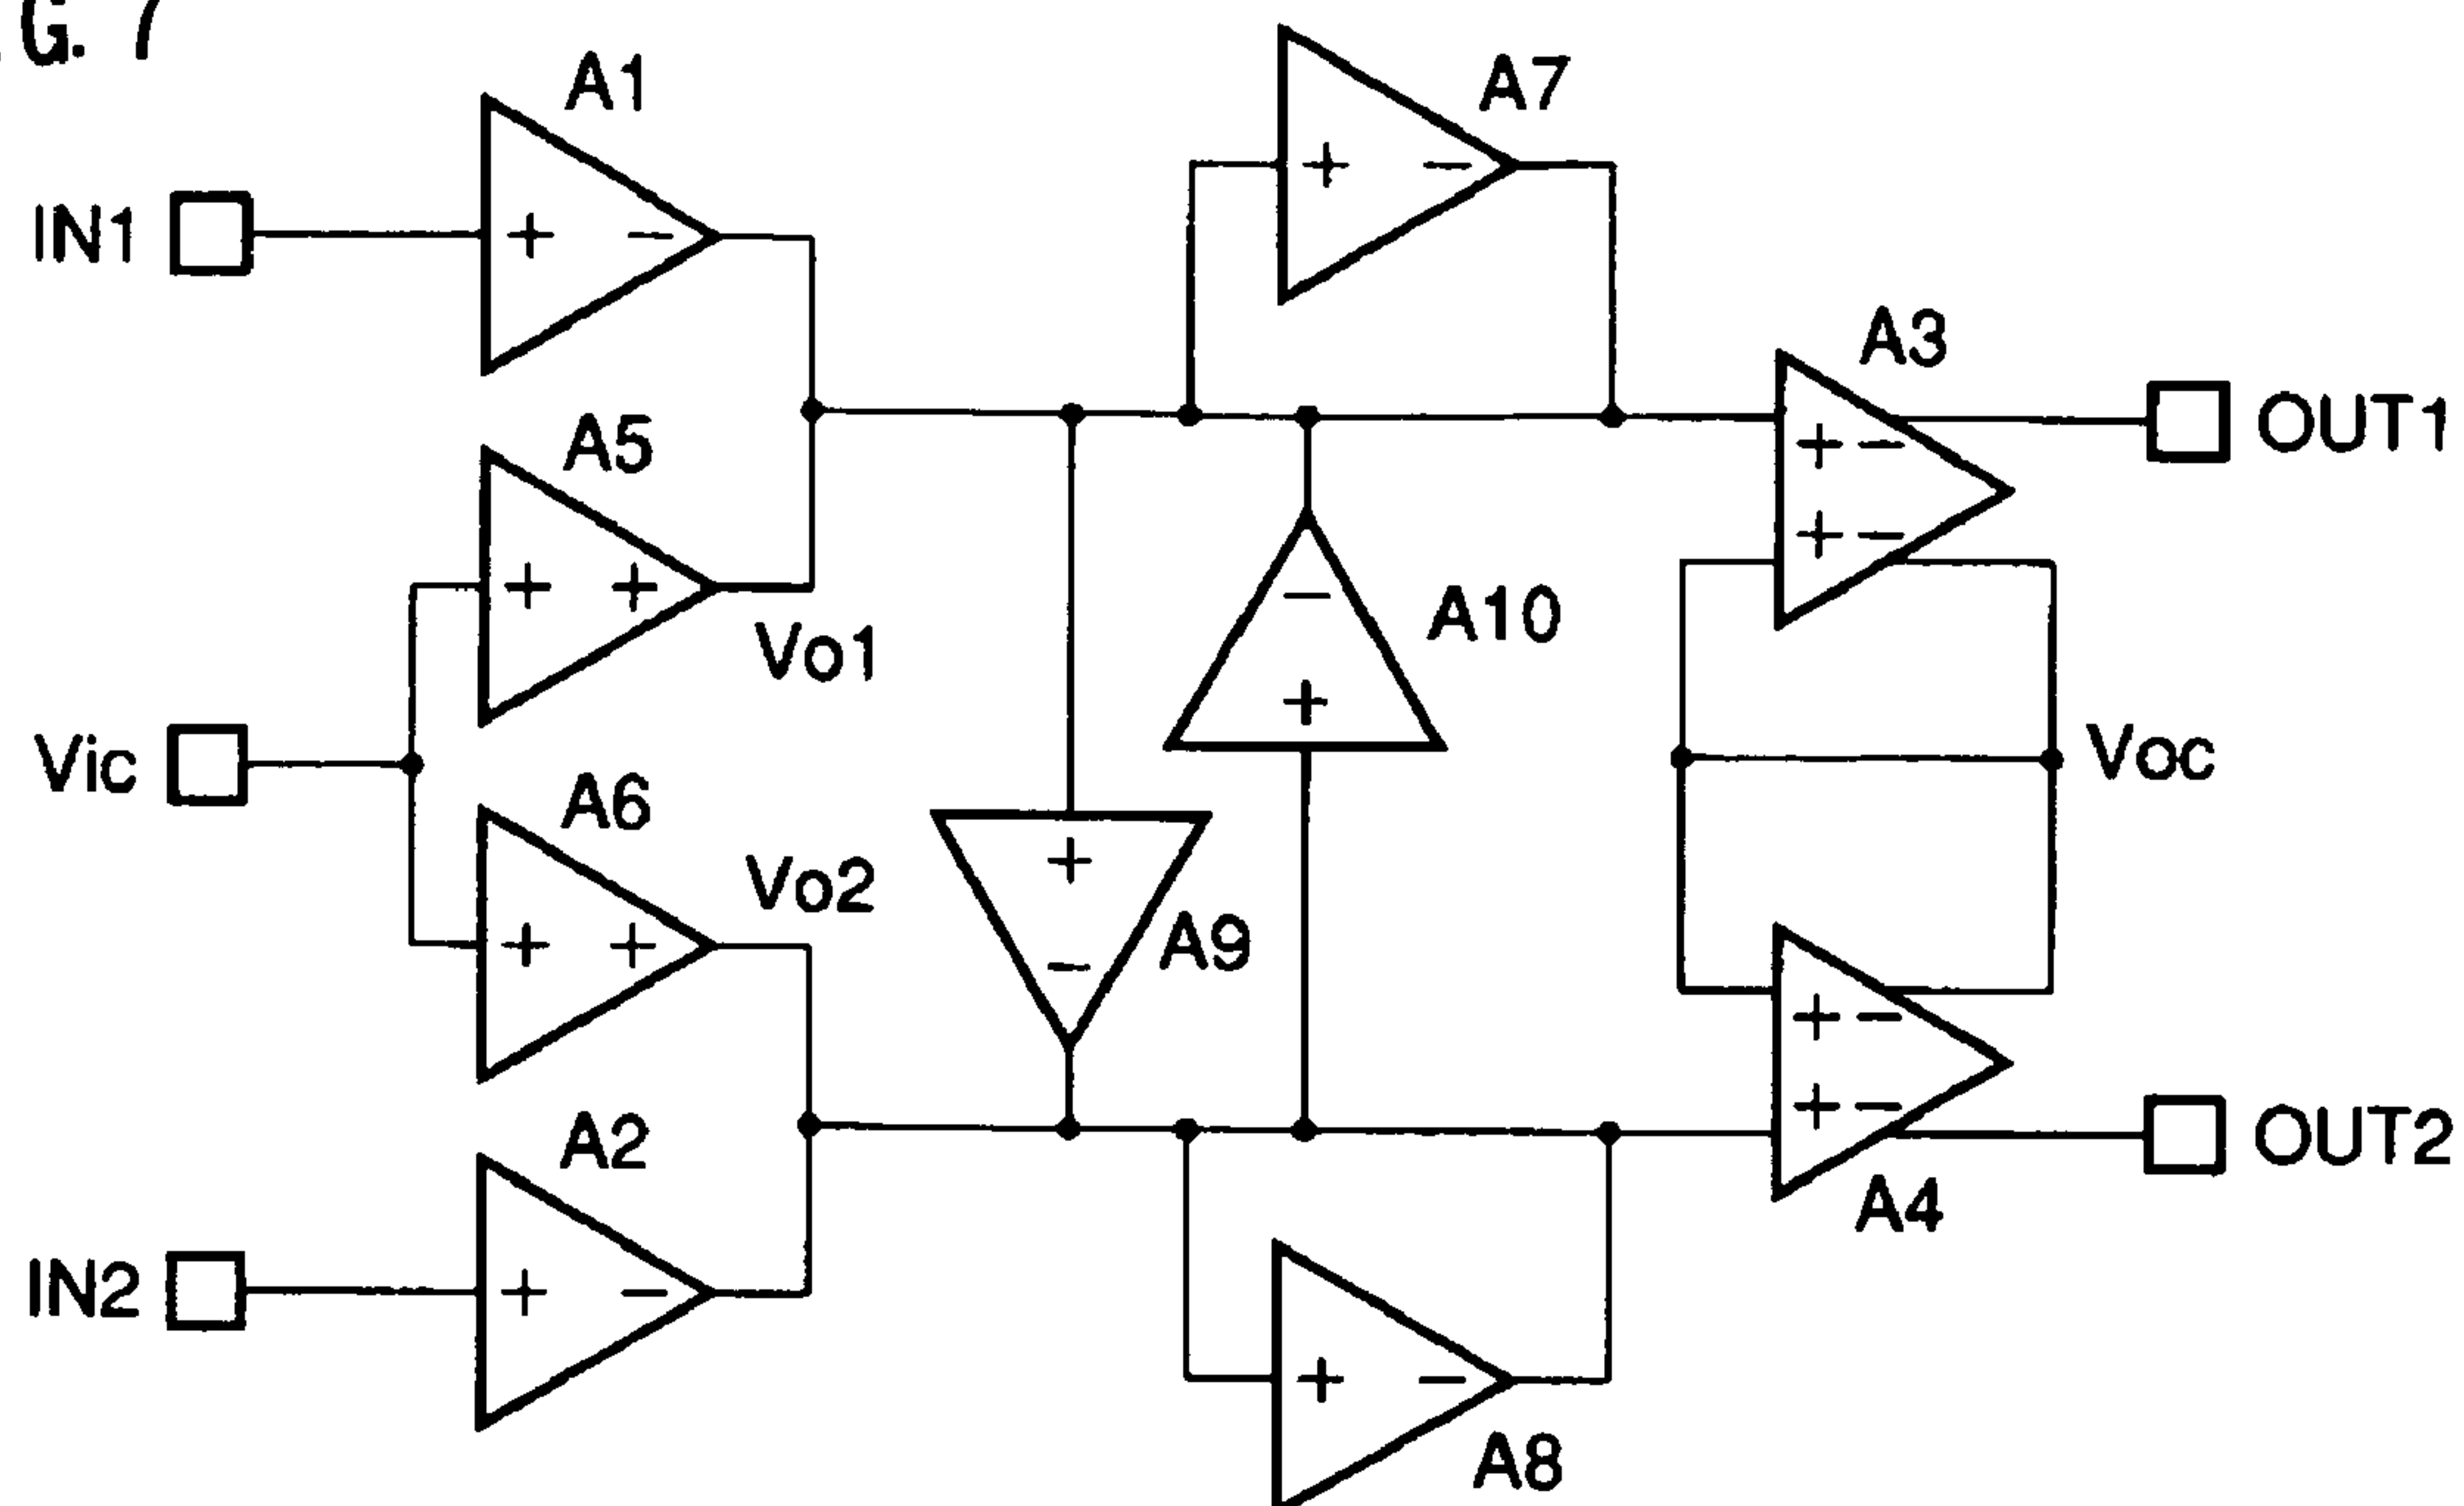 G. 7
A1
A7
IN1
+ −
+ −
A3
A5
OUT1
+ −
+ −
+ +
Vo1
A10
−
+
Vic
Voc
A6
Vo2
+
−
A9
+ +
+ −
+ −
A2
OUT2
A4
IN2
+ −
+ −
A8